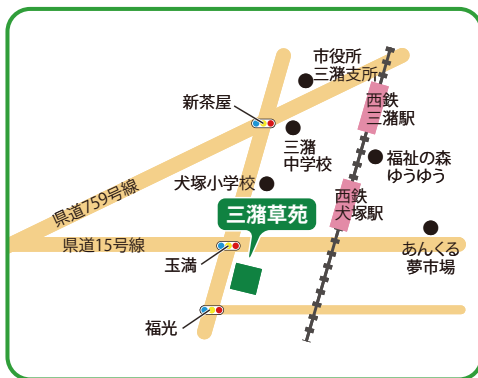 市役所
三潴支所
新茶屋
西鉄
三潴駅
三潴
中学校
福祉の森
ゆうゆう
犬塚小学校
西鉄
犬塚駅
県道759号線
三潴草苑
県道15号線
玉満
あんくる
夢市場
福光